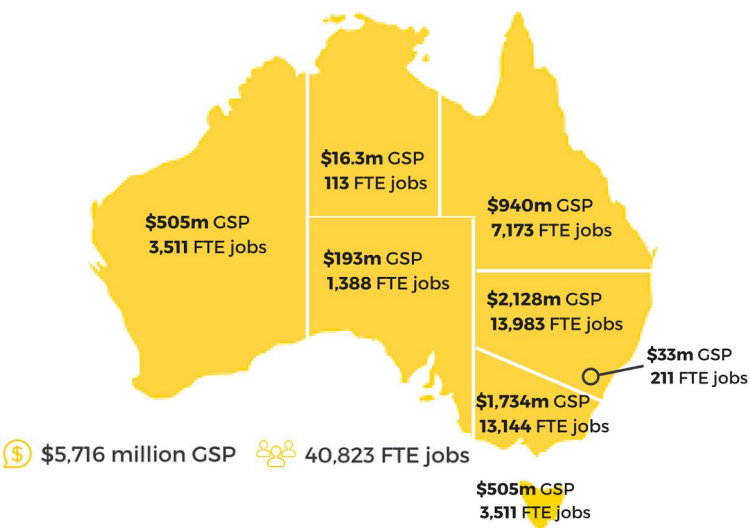 $16.3m GSP
113 FTE jobs
$505m GSP
3,511 FTE jobs
$940m GSP
7,173 FTE jobs
$193m GSP
1,388 FTE jobs
$2,128m GSP
13,983 FTE jobs
$33m GSP
211 FTE jobs
$1,734m GSP
13,144 FTE jobs
$ $5,716 million GSP 40,823 FTE jobs
$505m GSP
3,511 FTE jobs